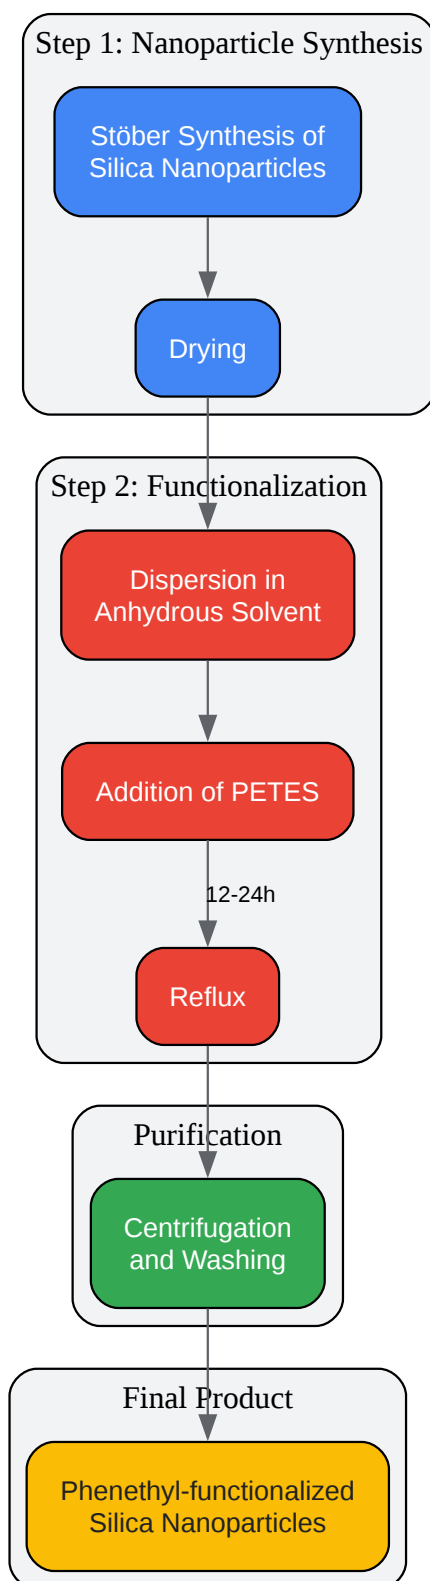 Step 1: Nanoparticle Synthesis
Stöber Synthesis of
Silica Nanoparticles
Drying
Step 2: Functionalization
Dispersion in
Anhydrous Solvent
Addition of PETES
12-24h
Reflux
Purification
Centrifugation
and Washing
Final Product
Phenethyl-functionalized
Silica Nanoparticles